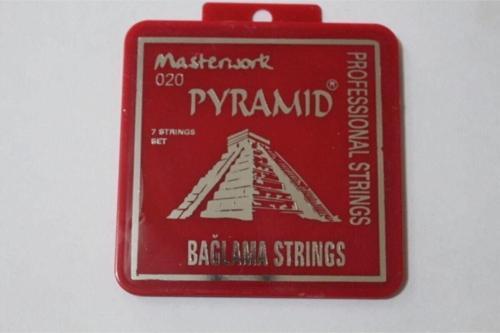 Masterwork
020
PYRAMID®
7 STRINGS
SET
BAĞLAMA STRINGS
PROFESSIONAL STRINGS